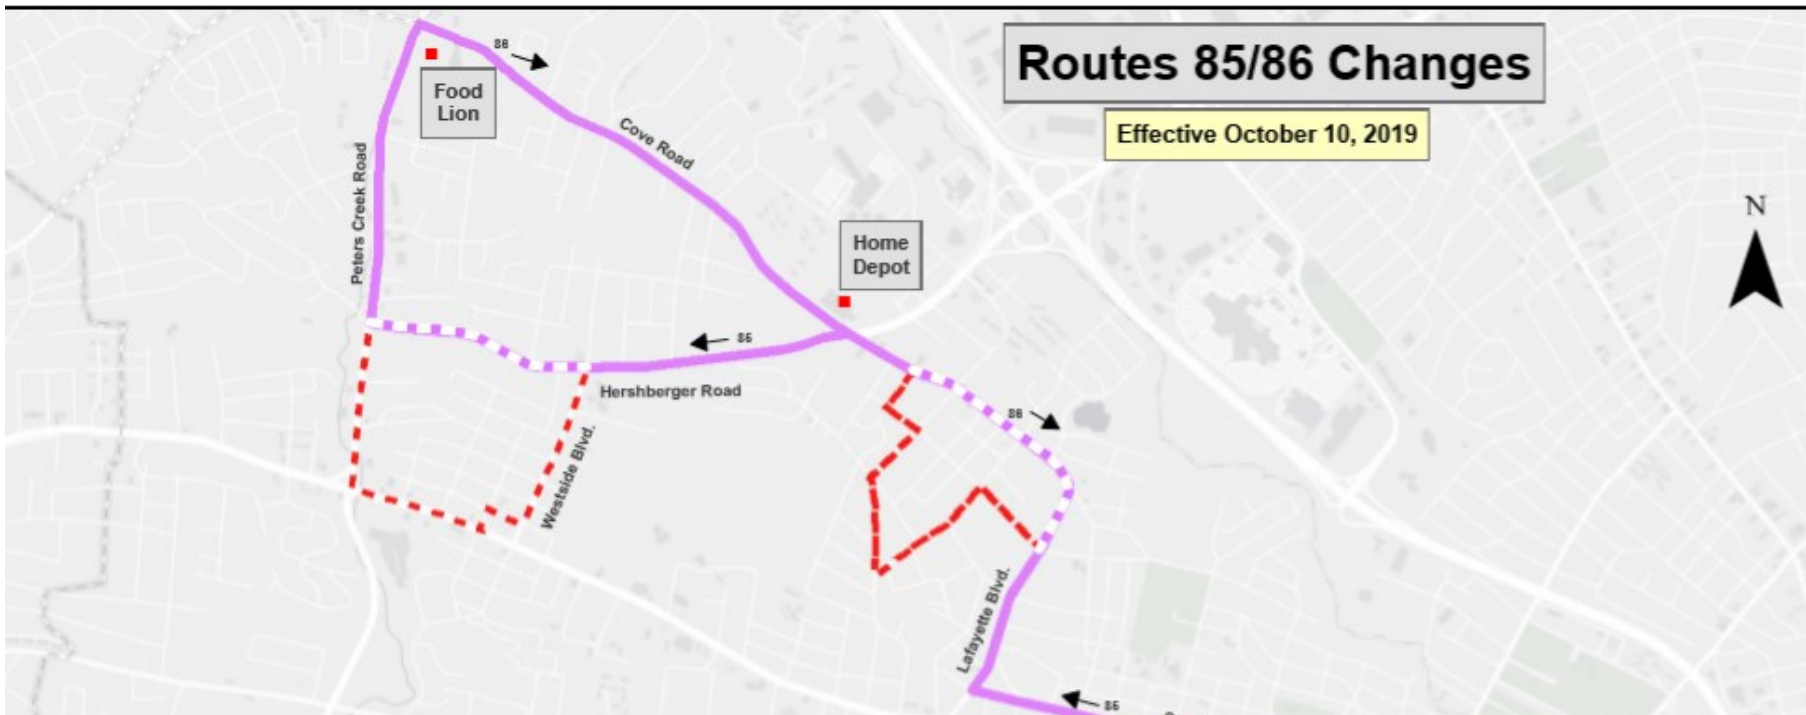 Routes 85/86 Changes
Effective October 10, 2019
N
86
Food
Lion
Cove Road
Peters Creek Road
Home
Depot
85
Hershberger Road
86
Westside Blvd.
Lafayette Blvd.
85